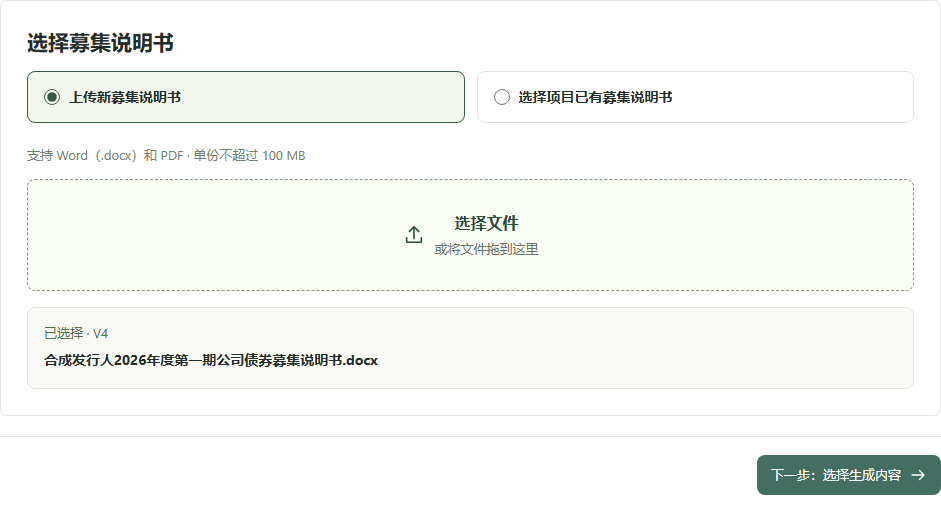 选择募集说明书
上传新募集说明书
选择项目已有募集说明书
支持 Word（.docx）和 PDF · 单份不超过 100 MB
选择文件
或将文件拖到这里
已选择 · V4
合成发行人2026年度第一期公司债券募集说明书.docx
下一步：选择生成内容 →